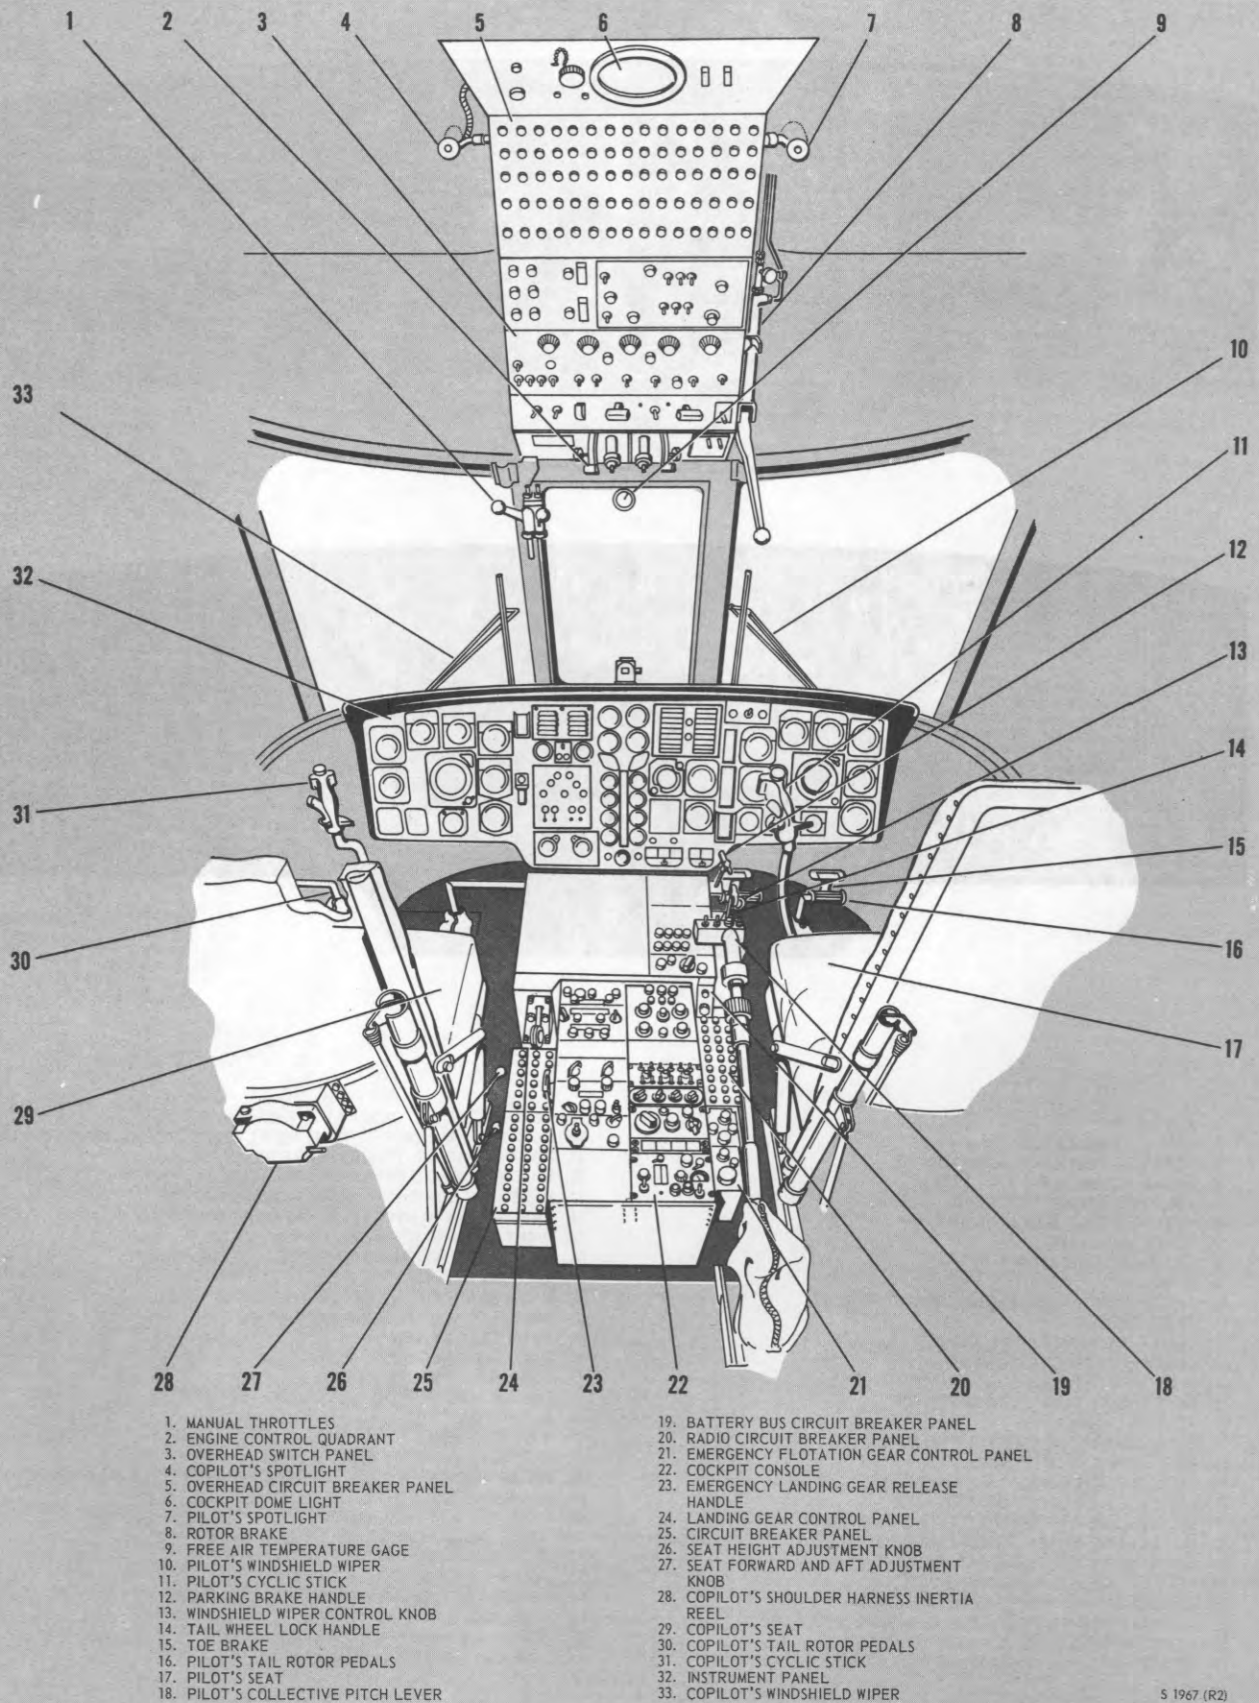 1 2 3 4 5 6 7 8 9
10
33
11
12
32
13
14
31
15
30
16
17
29
28 27 26 25 24 23 22 21 20 19 18
1. MANUAL THROTTLES
2. ENGINE CONTROL QUADRANT
3. OVERHEAD SWITCH PANEL
4. COPILOT'S SPOTLIGHT
5. OVERHEAD CIRCUIT BREAKER PANEL
6. COCKPIT DOME LIGHT
7. PILOT'S SPOTLIGHT
8. ROTOR BRAKE
9. FREE AIR TEMPERATURE GAGE
10. PILOT'S WINDSHIELD WIPER
11. PILOT'S CYCLIC STICK
12. PARKING BRAKE HANDLE
13. WINDSHIELD WIPER CONTROL KNOB
14. TAIL WHEEL LOCK HANDLE
15. TOE BRAKE
16. PILOT'S TAIL ROTOR PEDALS
17. PILOT'S SEAT
18. PILOT'S COLLECTIVE PITCH LEVER
19. BATTERY BUS CIRCUIT BREAKER PANEL
20. RADIO CIRCUIT BREAKER PANEL
21. EMERGENCY FLOTATION GEAR CONTROL PANEL
22. COCKPIT CONSOLE
23. EMERGENCY LANDING GEAR RELEASE
HANDLE
24. LANDING GEAR CONTROL PANEL
25. CIRCUIT BREAKER PANEL
26. SEAT HEIGHT ADJUSTMENT KNOB
27. SEAT FORWARD AND AFT ADJUSTMENT
KNOB
28. COPILOT'S SHOULDER HARNESS INERTIA
REEL
29. COPILOT'S SEAT
30. COPILOT'S TAIL ROTOR PEDALS
31. COPILOT'S CYCLIC STICK
32. INSTRUMENT PANEL
33. COPILOT'S WINDSHIELD WIPER
S 1967 (R2)